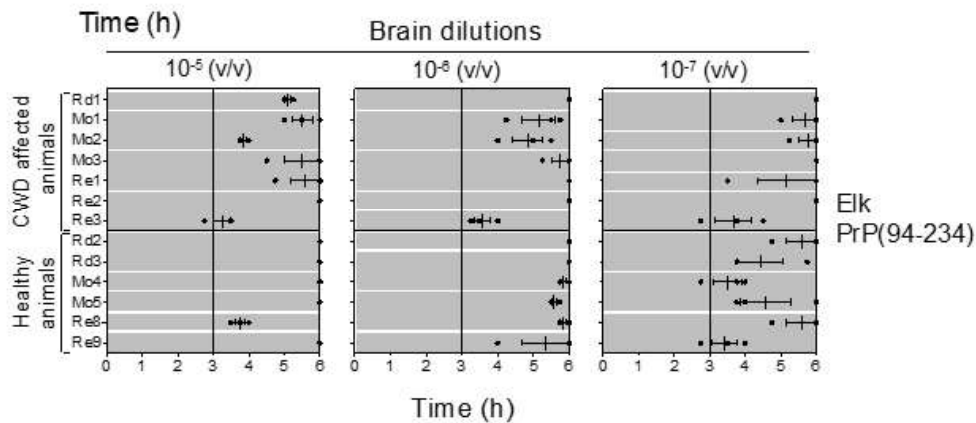 Time (h)
Brain dilutions
10⁻⁵ (v/v) 10⁻⁶ (v/v) 10⁻⁷ (v/v)
CWD affected animals
Rd1
Mo1
Mo2
Mo3
Re1
Re2
Re3
Healthy animals
Rd2
Rd3
Mo4
Mo5
Re8
Re9
Elk
PrP(94-234)
0 1 2 3 4 5 6 0 1 2 3 4 5 6 0 1 2 3 4 5 6
Time (h)